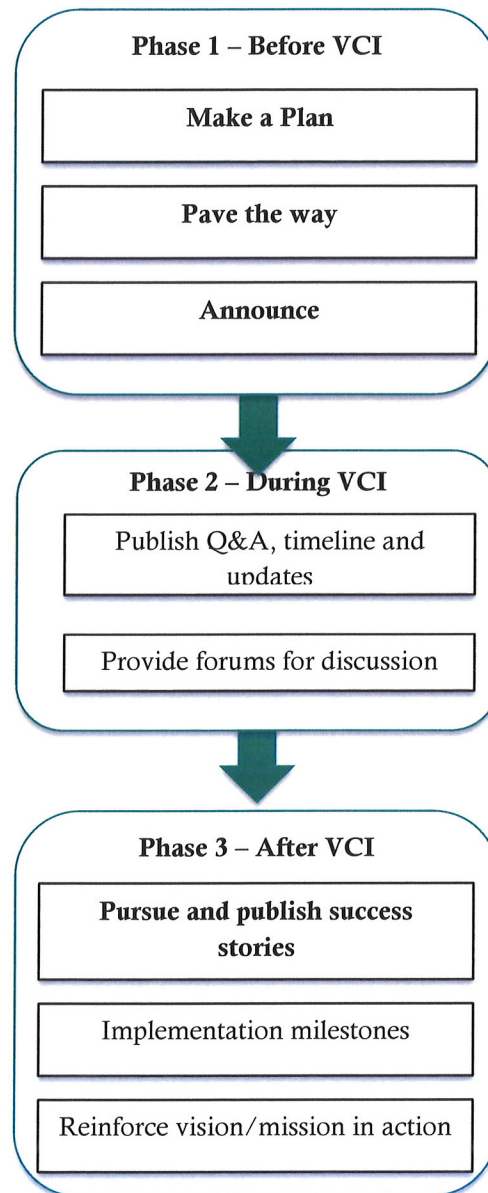 Phase 1 – Before VCI
Make a Plan
Pave the way
Announce
Phase 2 – During VCI
Publish Q&A, timeline and
updates
Provide forums for discussion
Phase 3 – After VCI
Pursue and publish success
stories
Implementation milestones
Reinforce vision/mission in action